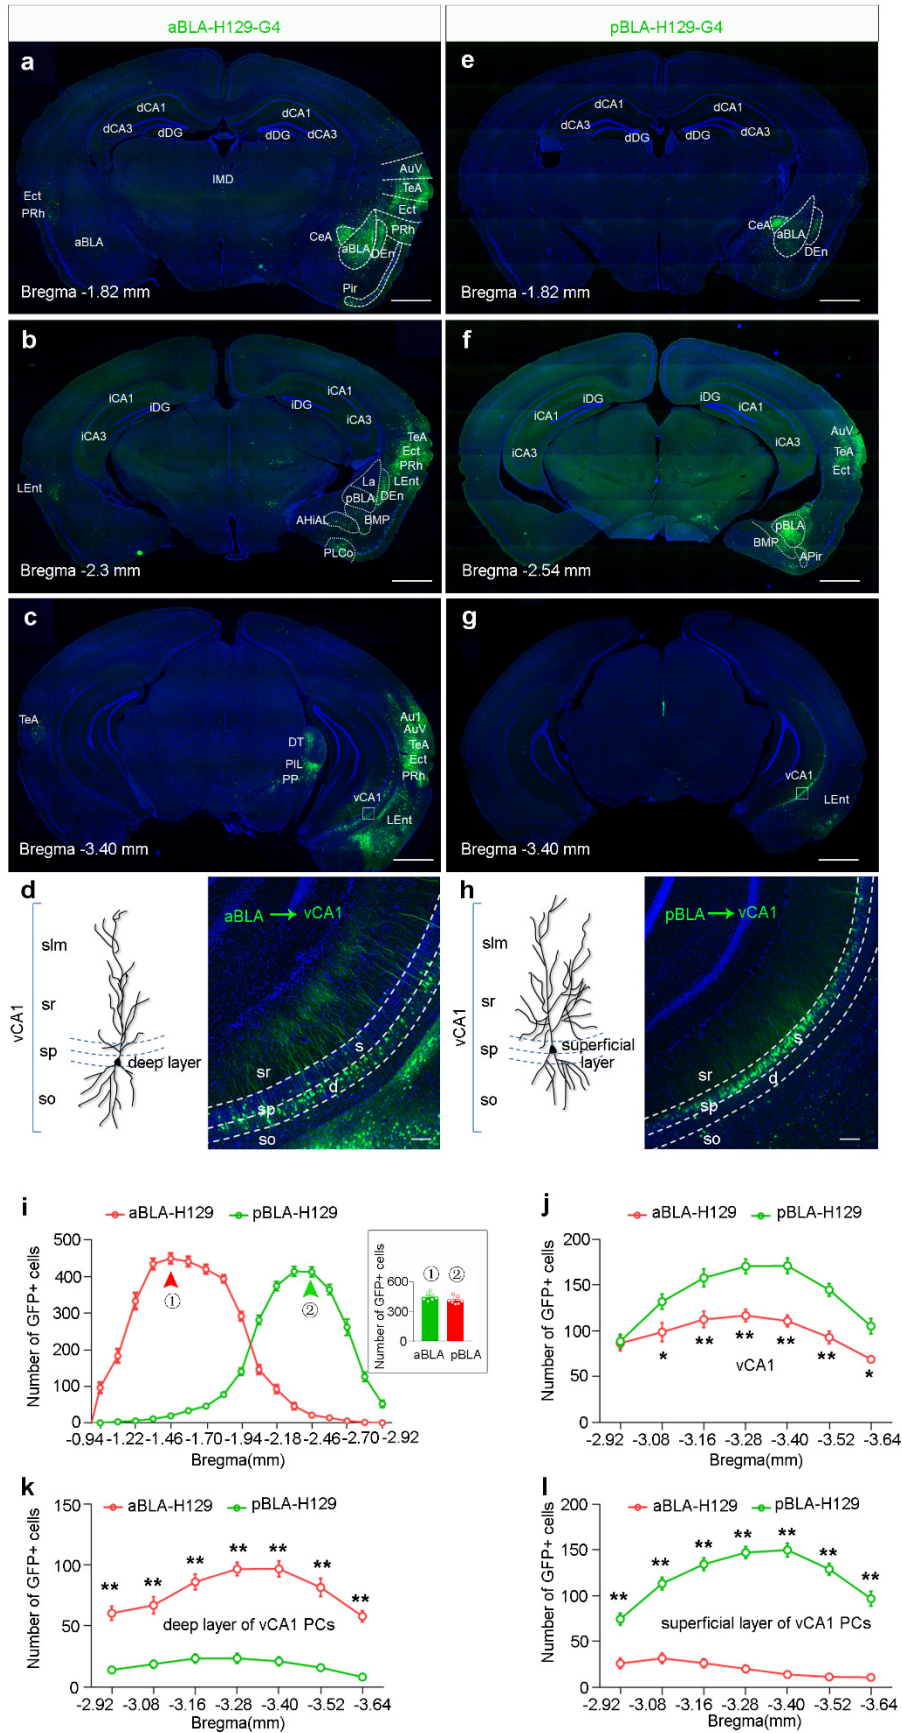 aBLA-H129-G4
pBLA-H129-G4
a
dCA1 dCA1
dCA3 dDG dDG dCA3
IMD
AuV
TeA
Ect
PRh
Ect
PRh
aBLA
CeA
aBLA
DEn
Pir
Bregma -1.82 mm
e
dCA1 dCA1
dCA3 dDG dDG dCA3
CeA
aBLA
DEn
Bregma -1.82 mm
b
iCA1 iDG iDG iCA1
iCA3 iCA3
TeA
Ect
PRh
LEnt
LEnt
La
DEn
pBLA
AHiAL
BMP
PLCo
Bregma -2.3 mm
f
iCA1 iDG iDG iCA1
iCA3 iCA3
AuV
TeA
Ect
pBLA
BMP
APir
Bregma -2.54 mm
c
TeA
Au1
AuV
TeA
Ect
PRh
DT
PIL
PP
vCA1
LEnt
Bregma -3.40 mm
g
vCA1
LEnt
Bregma -3.40 mm
d
vCA1
slm
sr
sp
so
deep layer
aBLA → vCA1
s
d
sr
sp
so
h
vCA1
slm
sr
sp
so
superficial
layer
pBLA → vCA1
s
d
sr
sp
so
i
aBLA-H129 pBLA-H129
Number of GFP+ cells
500
400
300
200
100
0
①
②
-0.94 -1.22 -1.46 -1.70 -1.94 -2.18 -2.46 -2.70 -2.92
Bregma(mm)
Number of GFP+ cells
600
300
0
① ②
aBLA pBLA
j
aBLA-H129 pBLA-H129
Number of GFP+ cells
200
150
100
50
0
* ** ** ** ** *
vCA1
-2.92 -3.08 -3.16 -3.28 -3.40 -3.52 -3.64
Bregma(mm)
k
aBLA-H129 pBLA-H129
Number of GFP+ cells
150
100
50
0
** ** ** ** ** ** **
deep layer of vCA1 PCs
-2.92 -3.08 -3.16 -3.28 -3.40 -3.52 -3.64
Bregma(mm)
l
aBLA-H129 pBLA-H129
Number of GFP+ cells
200
150
100
50
0
** ** ** ** ** ** **
superficial layer of vCA1 PCs
-2.92 -3.08 -3.16 -3.28 -3.40 -3.52 -3.64
Bregma(mm)